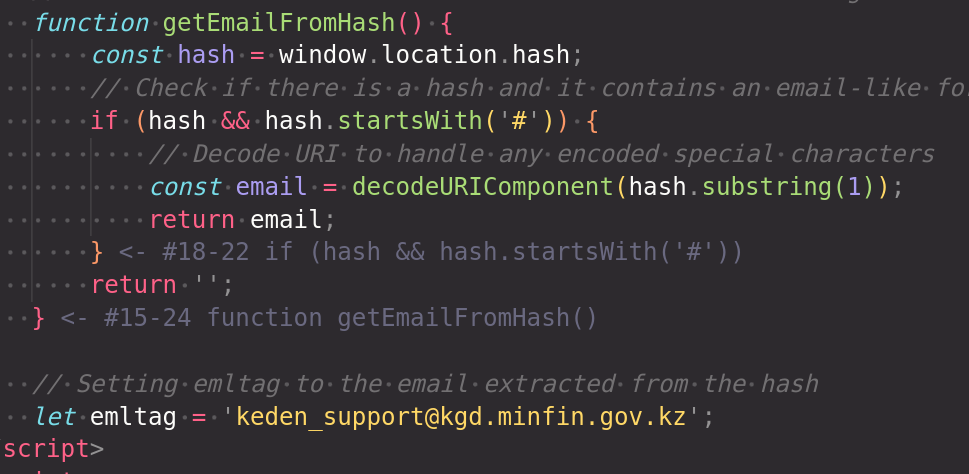 function getEmailFromHash() {
const hash = window.location.hash;
// Check if there is a hash and it contains an email-like
if (hash && hash.startsWith('#')) {
// Decode URI to handle any encoded special characters
const email = decodeURIComponent(hash.substring(1));
return email;
} <- #18-22 if (hash && hash.startsWith('#'))
return '';
} <- #15-24 function getEmailFromHash()
// Setting emltag to the email extracted from the hash
let emltag = 'keden_support@kgd.minfin.gov.kz';
script>